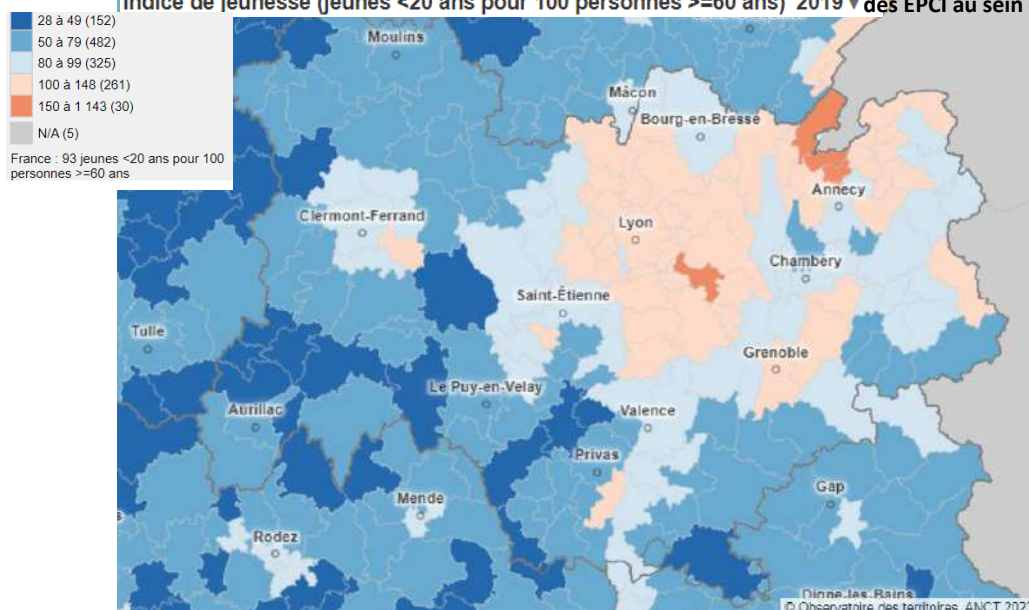 Indice de jeunesse (jeunes <20 ans pour 100 personnes >=60 ans) 2019 ▼ des EPCI au sein
28 à 49 (152)
50 à 79 (482)
80 à 99 (325)
100 à 148 (261)
150 à 1 143 (30)
N/A (5)
France : 93 jeunes <20 ans pour 100
personnes >=60 ans
Moulins
Mâcon
Bourg-en-Bresse
Annecy
Clermont-Ferrand
Lyon
Chambéry
Saint-Étienne
Tulle
Grenoble
Le Puy-en-Velay
Aurillac
Valence
Privas
Gap
Mende
Rodez
Digne-les-Bains
© Observatoire des territoires, ANCT 202